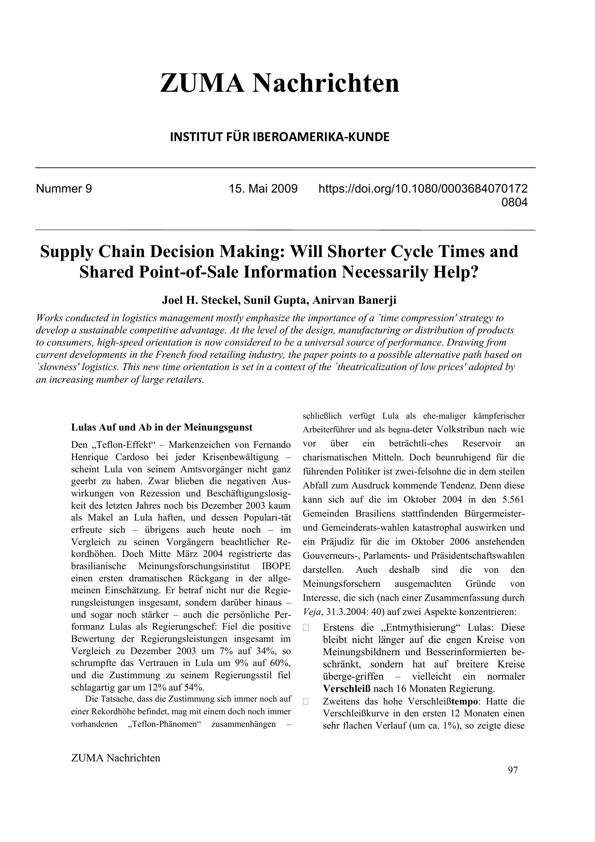 ZUMA Nachrichten
INSTITUT FÜR IBEROAMERIKA-KUNDE
Nummer 9 15. Mai 2009 https://doi.org/10.1080/0003684070172
0804
Supply Chain Decision Making: Will Shorter Cycle Times and
Shared Point-of-Sale Information Necessarily Help?
Joel H. Steckel, Sunil Gupta, Anirvan Banerji
Works conducted in logistics management mostly emphasize the importance of a `time compression' strategy to
develop a sustainable competitive advantage. At the level of the design, manufacturing or distribution of products
to consumers, high-speed orientation is now considered to be a universal source of performance. Drawing from
current developments in the French food retailing industry, the paper points to a possible alternative path based on
`slowness' logistics. This new time orientation is set in a context of the `theatricalization of low prices' adopted by
an increasing number of large retailers.
Lulas Auf und Ab in der Meinungsgunst
Den „Teflon-Effekt“ – Markenzeichen von Fernando
Henrique Cardoso bei jeder Krisenbewältigung –
scheint Lula von seinem Amtsvorgänger nicht ganz
geerbt zu haben. Zwar blieben die negativen Aus-
wirkungen von Rezession und Beschäftigungslosig-
keit des letzten Jahres noch bis Dezember 2003 kaum
als Makel an Lula haften, und dessen Populari-tät
erfreute sich – übrigens auch heute noch – im
Vergleich zu seinen Vorgängern beachtlicher Re-
kordhöhen. Doch Mitte März 2004 registrierte das
brasilianische Meinungsforschungsinstitut IBOPE
einen ersten dramatischen Rückgang in der allge-
meinen Einschätzung. Er betraf nicht nur die Regie-
rungsleistungen insgesamt, sondern darüber hinaus –
und sogar noch stärker – auch die persönliche Per-
formanz Lulas als Regierungschef: Fiel die positive
Bewertung der Regierungsleistungen insgesamt im
Vergleich zu Dezember 2003 um 7% auf 34%, so
schrumpfte das Vertrauen in Lula um 9% auf 60%,
und die Zustimmung zu seinem Regierungsstil fiel
schlagartig gar um 12% auf 54%.
Die Tatsache, dass die Zustimmung sich immer noch auf
einer Rekordhöhe befindet, mag mit einem doch noch immer
vorhandenen „Teflon-Phänomen“ zusammenhängen –
schließlich verfügt Lula als ehe-maliger kämpferischer
Arbeiterführer und als begna-deter Volkstribun nach wie
vor über ein beträchtli-ches Reservoir an
charismatischen Mitteln. Doch beunruhigend für die
führenden Politiker ist zwei-felsohne die in dem steilen
Abfall zum Ausdruck kommende Tendenz. Denn diese
kann sich auf die im Oktober 2004 in den 5.561
Gemeinden Brasiliens stattfindenden Bürgermeister-
und Gemeinderats-wahlen katastrophal auswirken und
ein Präjudiz für die im Oktober 2006 anstehenden
Gouverneurs-, Parlaments- und Präsidentschaftswahlen
darstellen. Auch deshalb sind die von den
Meinungsforschern ausgemachten Gründe von
Interesse, die sich (nach einer Zusammenfassung durch
Veja, 31.3.2004: 40) auf zwei Aspekte konzentrieren:
Erstens die „Entmythisierung“ Lulas: Diese
bleibt nicht länger auf die engen Kreise von
Meinungsbildnern und Besserinformierten be-
schränkt, sondern hat auf breitere Kreise
überge-griffen – vielleicht ein normaler
Verschleiß nach 16 Monaten Regierung.
Zweitens das hohe Verschleißtempo: Hatte die
Verschleißkurve in den ersten 12 Monaten einen
sehr flachen Verlauf (um ca. 1%), so zeigte diese
ZUMA Nachrichten
97